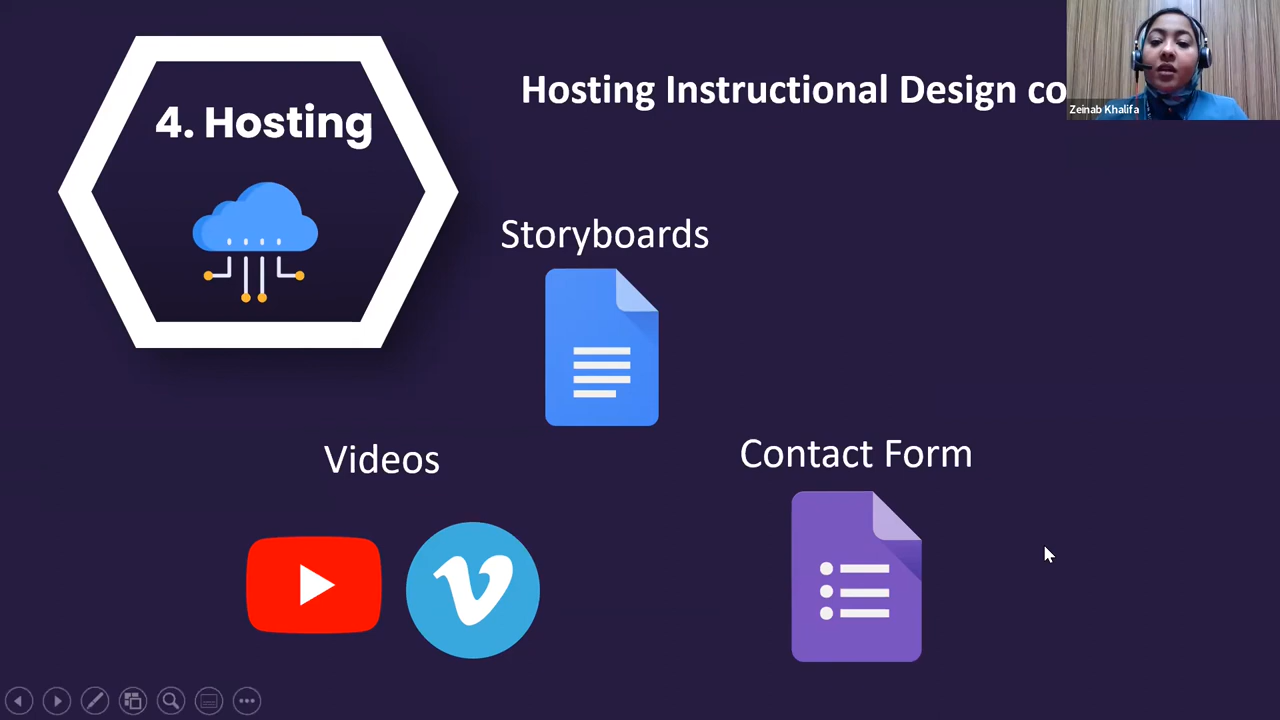 4. Hosting
Hosting Instructional Design co
Zeinab Khalifa
Storyboards
Videos
Contact Form